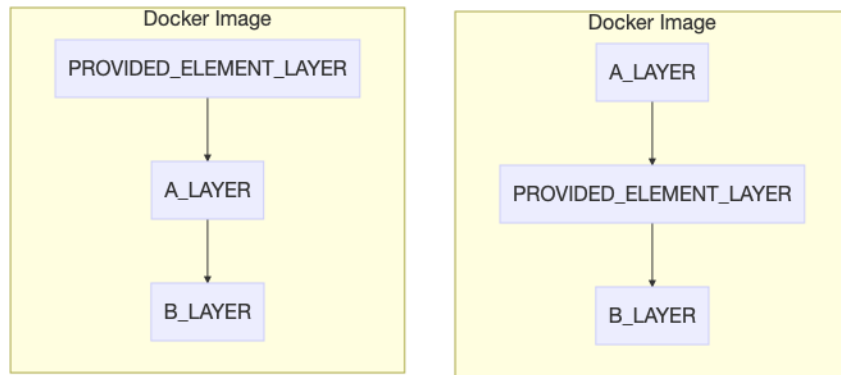 Docker Image
PROVIDED_ELEMENT_LAYER
A_LAYER
B_LAYER
Docker Image
A_LAYER
PROVIDED_ELEMENT_LAYER
B_LAYER